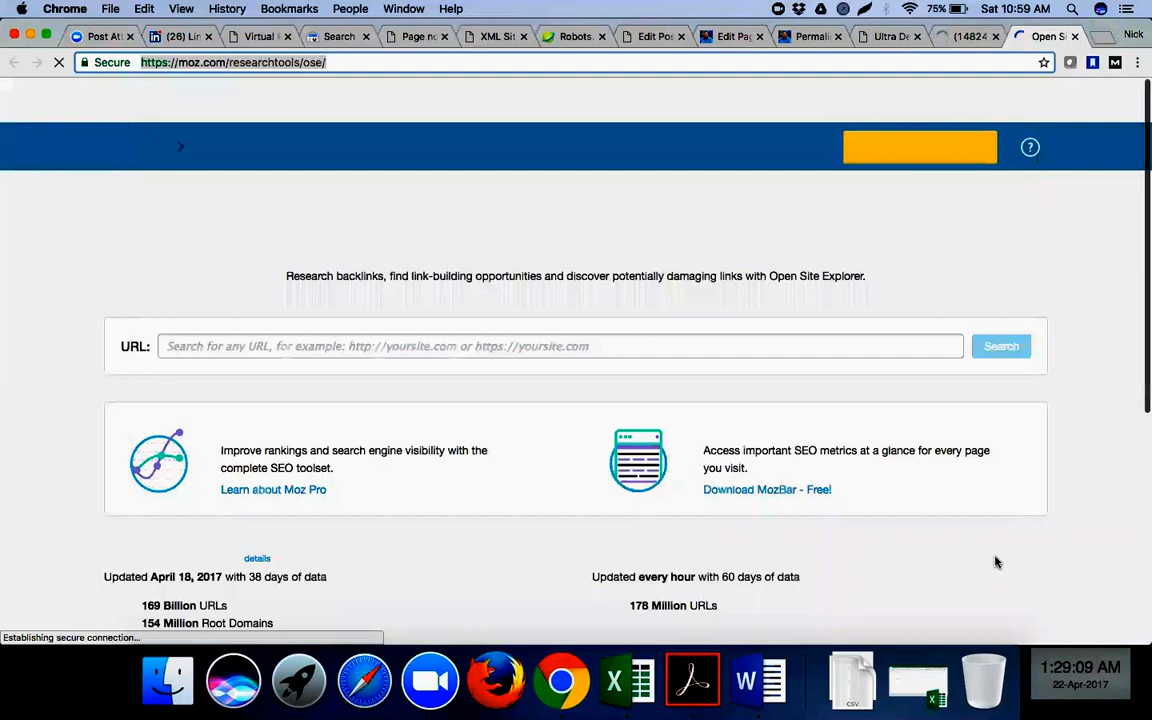 Chrome File Edit View History Bookmarks People Window Help 75% Sat 10:59 AM
Post At (26) Lin Virtual Search Page no XML Sit Robots. Edit Pos Edit Pag Permali Ultra De (14824 Open Si Nick
Secure https://moz.com/researchtools/ose/
?
Research backlinks, find link-building opportunities and discover potentially damaging links with Open Site Explorer.
URL: Search for any URL, for example: http://yoursite.com or https://yoursite.com Search
Improve rankings and search engine visibility with the
complete SEO toolset.
Learn about Moz Pro
Access important SEO metrics at a glance for every page
you visit.
Download MozBar - Free!
details
Updated April 18, 2017 with 38 days of data
169 Billion URLs
154 Million Root Domains
Updated every hour with 60 days of data
178 Million URLs
Establishing secure connection...
CSV
1:29:09 AM
22-Apr-2017